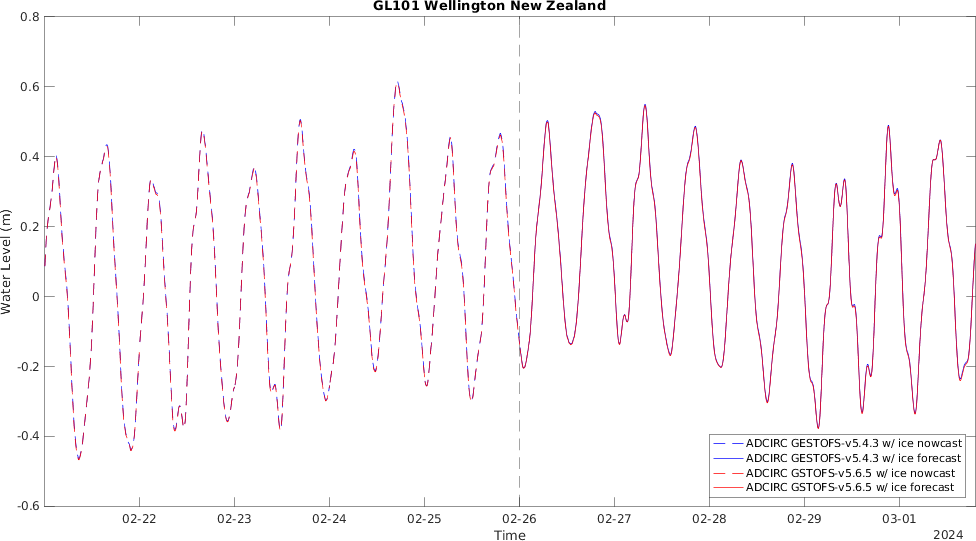 GL101 Wellington New Zealand
Water Level (m)
0.8
0.6
0.4
0.2
0
-0.2
-0.4
-0.6
ADCIRC GESTOFS-v5.4.3 w/ ice nowcast
ADCIRC GESTOFS-v5.4.3 w/ ice forecast
ADCIRC GSTOFS-v5.6.5 w/ ice nowcast
ADCIRC GSTOFS-v5.6.5 w/ ice forecast
02-22 02-23 02-24 02-25 02-26 02-27 02-28 02-29 03-01
Time
2024